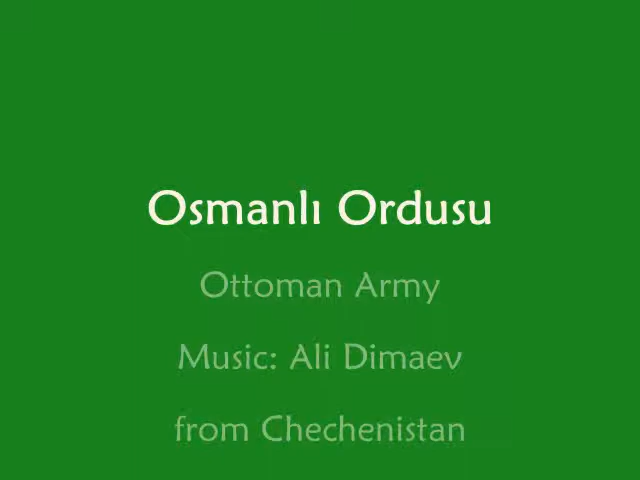 Osmanlı Ordusu
Ottoman Army
Music: Ali Dimaev
from Chechenistan